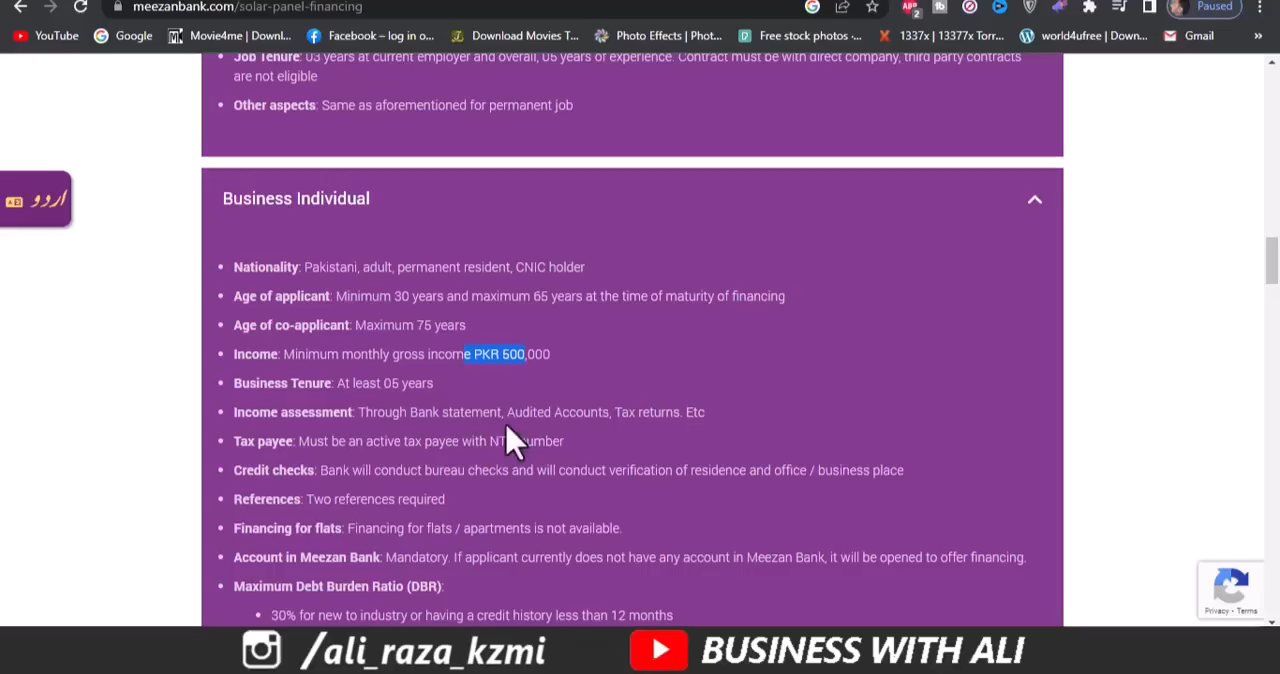 meezanbank.com/solar-panel-financing
Paused
2
YouTube
Google
Movie4me | Downl...
Facebook – log in o...
Download Movies T...
Photo Effects | Phot...
Free stock photos -...
1337x | 13377x Torr...
world4ufree | Down...
Gmail
»
Job Tenure: 03 years at current employer and overall, 05 years of experience. Contract must be with direct company, third party contracts
are not eligible
• Other aspects: Same as aforementioned for permanent job
اردو
Business Individual
• Nationality: Pakistani, adult, permanent resident, CNIC holder
• Age of applicant: Minimum 30 years and maximum 65 years at the time of maturity of financing
• Age of co-applicant: Maximum 75 years
• Income: Minimum monthly gross income PKR 500,000
• Business Tenure: At least 05 years
• Income assessment: Through Bank statement, Audited Accounts, Tax returns. Etc
• Tax payee: Must be an active tax payee with NT number
• Credit checks: Bank will conduct bureau checks and will conduct verification of residence and office / business place
• References: Two references required
• Financing for flats: Financing for flats / apartments is not available.
• Account in Meezan Bank: Mandatory. If applicant currently does not have any account in Meezan Bank, it will be opened to offer financing.
• Maximum Debt Burden Ratio (DBR):
• 30% for new to industry or having a credit history less than 12 months
Privacy - Terms
/ali_raza_kzmi
BUSINESS WITH ALI